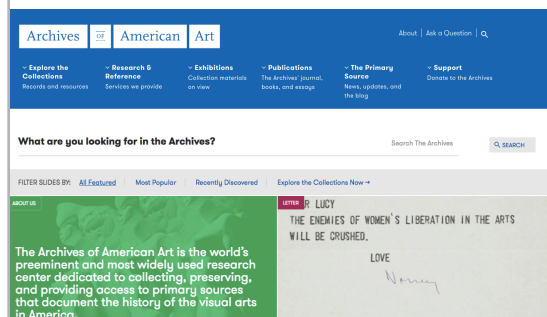 Archives OF American Art
About | Ask a Question |
Explore the Collections
Records and resources
Research & Reference
Services we provide
Exhibitions
Collection materials on view
Publications
The Archives' journal, books, and essays
The Primary Source
News, updates, and the blog
Support
Donate to the Archives
What are you looking for in the Archives?
Search The Archives
SEARCH
FILTER SLIDES BY: All Featured | Most Popular | Recently Discovered | Explore the Collections Now →
ABOUT US
The Archives of American Art is the world's
preeminent and most widely used research
center dedicated to collecting, preserving,
and providing access to primary sources
that document the history of the visual arts
in America.
LETTER
R LUCY
THE ENEMIES OF WOMEN'S LIBERATION IN THE ARTS
WILL BE CRUSHED.
LOVE